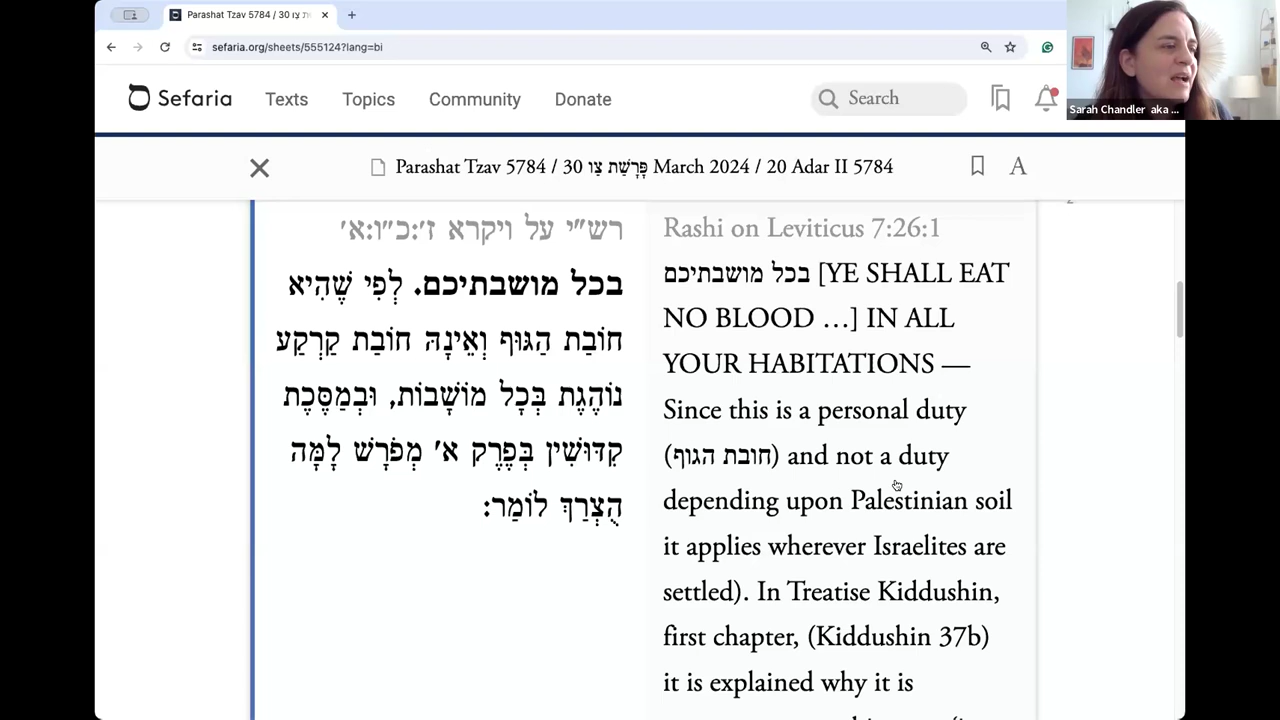 Parashat Tzav 5784 / 30 צו
sefaria.org/sheets/555124?lang=bi
Sefaria Texts Topics Community Donate Search
Sarah Chandler aka ...
Parashat Tzav 5784 / 30 פָּרָשַׁת צַו March 2024 / 20 Adar II 5784
2
רש״י על ויקרא ז׳:כ״ו:א׳
בכל מושבתיכם. לְפִי שֶׁהִיא
חוֹבַת הַגּוּף וְאֵינָהּ חוֹבַת קַרְקַע
נוֹהֶגֶת בְּכָל מוֹשָׁבוֹת, וּבְמַסֶּכֶת
קִדּוּשִׁין בְּפֶרֶק א' מְפֹרָשׁ לָמָּה
הֻצְרַךְ לוֹמַר:
Rashi on Leviticus 7:26:1
בכל מושבתיכם [YE SHALL EAT
NO BLOOD …] IN ALL
YOUR HABITATIONS —
Since this is a personal duty
(חובת הגוף) and not a duty
depending upon Palestinian soil
it applies wherever Israelites are
settled). In Treatise Kiddushin,
first chapter, (Kiddushin 37b)
it is explained why it is